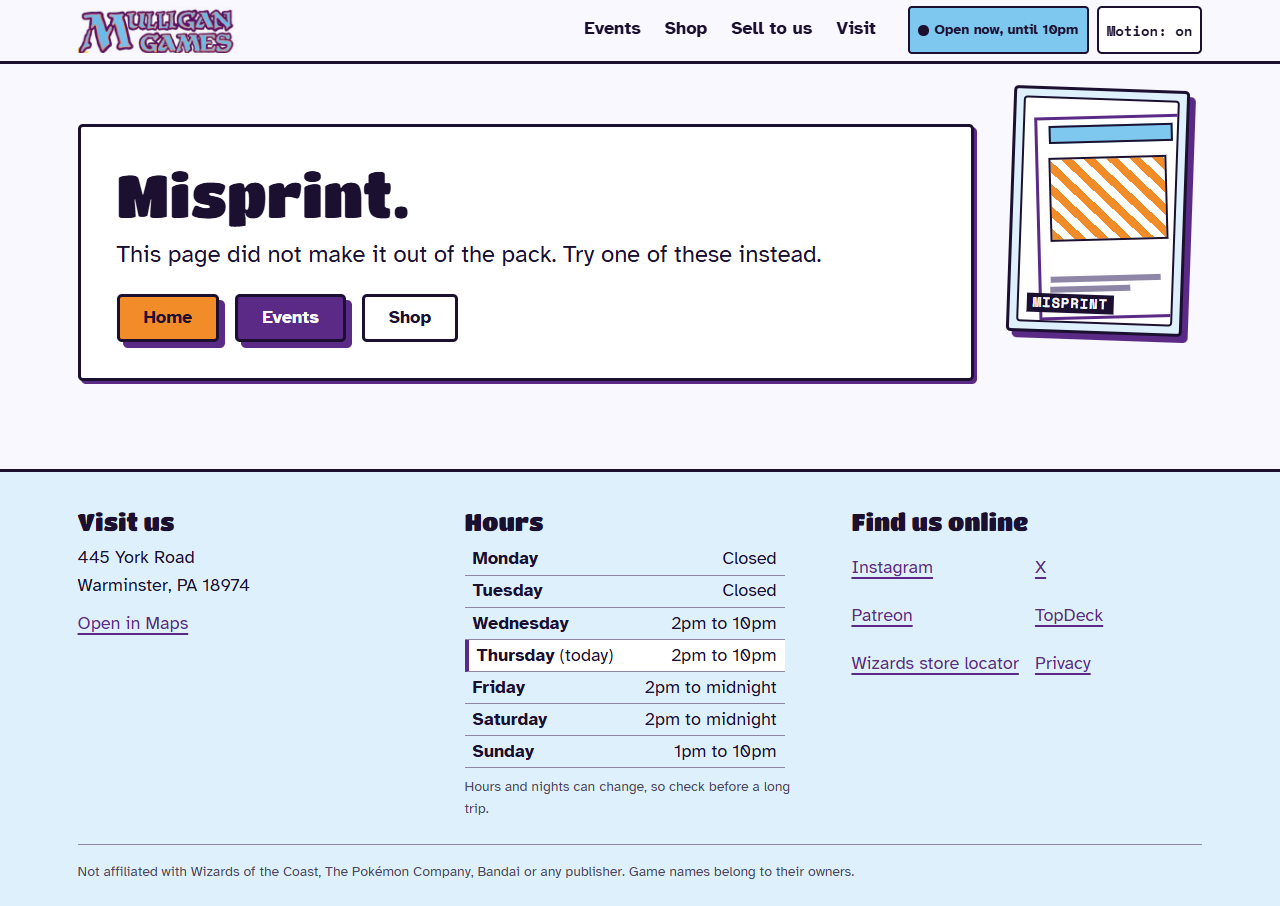 MULLIGAN GAMES
Events Shop Sell to us Visit Open now, until 10pm Motion: on
Misprint.
This page did not make it out of the pack. Try one of these instead.
Home Events Shop
MISPRINT
Visit us
445 York Road
Warminster, PA 18974
Open in Maps
Hours
Monday Closed
Tuesday Closed
Wednesday 2pm to 10pm
Thursday (today) 2pm to 10pm
Friday 2pm to midnight
Saturday 2pm to midnight
Sunday 1pm to 10pm
Hours and nights can change, so check before a long
trip.
Find us online
Instagram X
Patreon TopDeck
Wizards store locator Privacy
Not affiliated with Wizards of the Coast, The Pokémon Company, Bandai or any publisher. Game names belong to their owners.